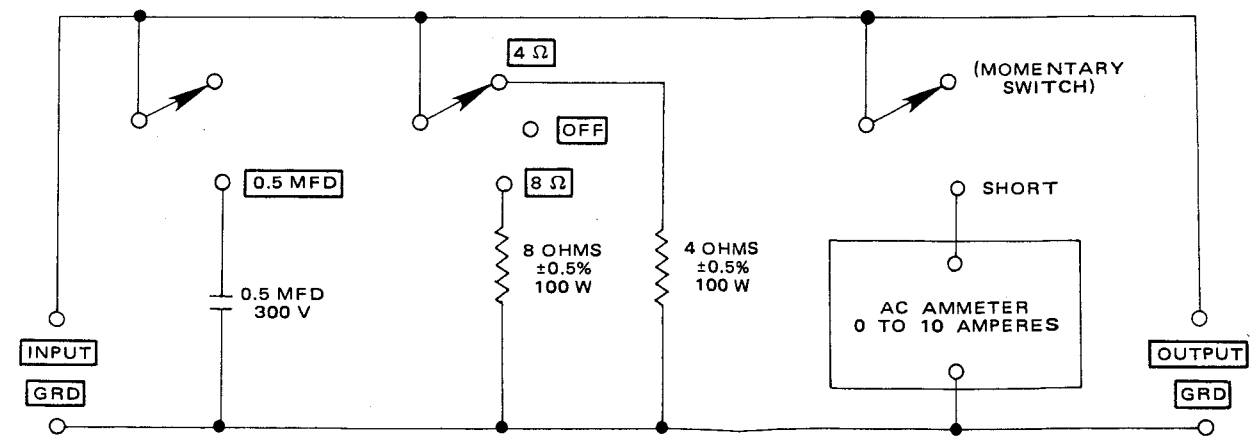 4 Ω
(MOMENTARY
SWITCH)
OFF
0.5 MFD
8 Ω
SHORT
8 OHMS
±0.5%
100 W
4 OHMS
±0.5%
100 W
0.5 MFD
300 V
AC AMMETER
0 TO 10 AMPERES
INPUT
OUTPUT
GRD
GRD